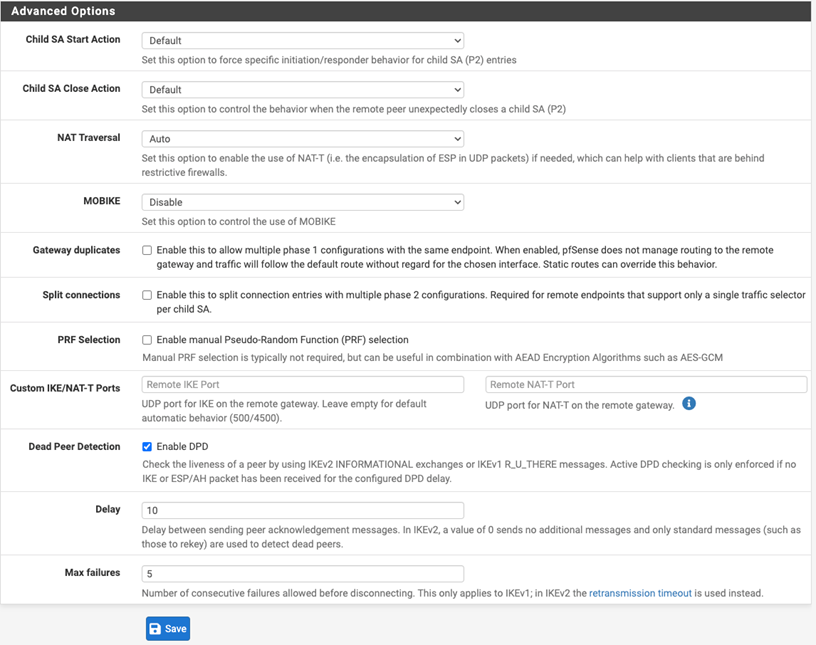 Advanced Options
Child SA Start Action
Default
Set this option to force specific initiation/responder behavior for child SA (P2) entries
Child SA Close Action
Default
Set this option to control the behavior when the remote peer unexpectedly closes a child SA (P2)
NAT Traversal
Auto
Set this option to enable the use of NAT-T (i.e. the encapsulation of ESP in UDP packets) if needed, which can help with clients that are behind
restrictive firewalls.
MOBIKE
Disable
Set this option to control the use of MOBIKE
Gateway duplicates
Enable this to allow multiple phase 1 configurations with the same endpoint. When enabled, pfSense does not manage routing to the remote
gateway and traffic will follow the default route without regard for the chosen interface. Static routes can override this behavior.
Split connections
Enable this to split connection entries with multiple phase 2 configurations. Required for remote endpoints that support only a single traffic selector
per child SA.
PRF Selection
Enable manual Pseudo-Random Function (PRF) selection
Manual PRF selection is typically not required, but can be useful in combination with AEAD Encryption Algorithms such as AES-GCM
Custom IKE/NAT-T Ports
Remote IKE Port
UDP port for IKE on the remote gateway. Leave empty for default
automatic behavior (500/4500).
Remote NAT-T Port
UDP port for NAT-T on the remote gateway.
Dead Peer Detection
Enable DPD
Check the liveness of a peer by using IKEv2 INFORMATIONAL exchanges or IKEv1 R_U_THERE messages. Active DPD checking is only enforced if no
IKE or ESP/AH packet has been received for the configured DPD delay.
Delay
10
Delay between sending peer acknowledgement messages. In IKEv2, a value of 0 sends no additional messages and only standard messages (such as
those to rekey) are used to detect dead peers.
Max failures
5
Number of consecutive failures allowed before disconnecting. This only applies to IKEv1; in IKEv2 the retransmission timeout is used instead.
Save